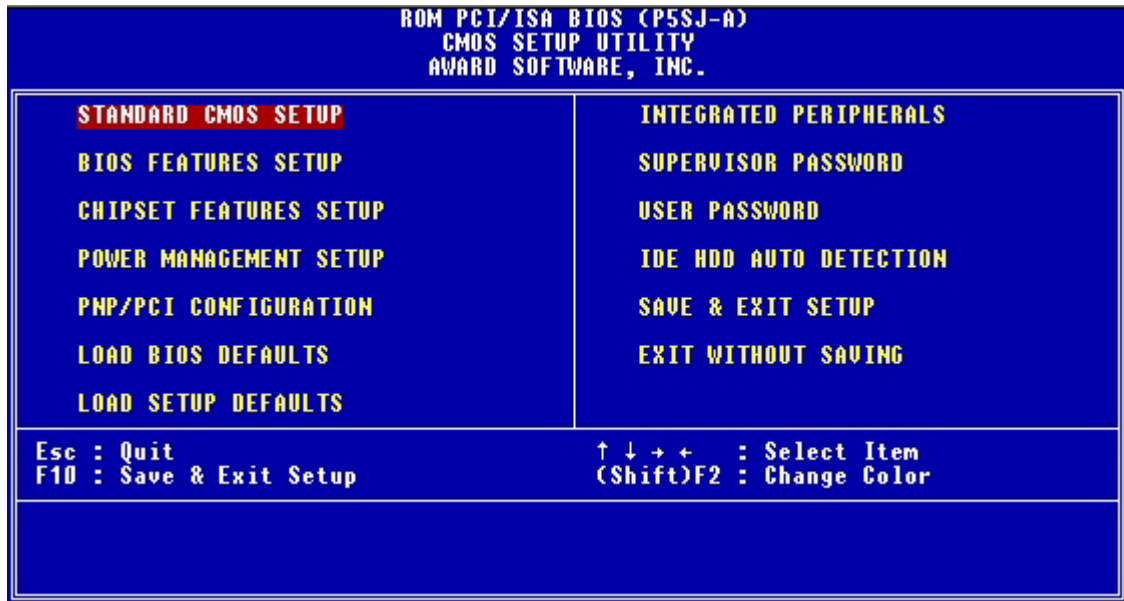 ROM PCI/ISA BIOS (P5SJ-A)
CMOS SETUP UTILITY
AWARD SOFTWARE, INC.
STANDARD CMOS SETUP
BIOS FEATURES SETUP
CHIPSET FEATURES SETUP
POWER MANAGEMENT SETUP
PNP/PCI CONFIGURATION
LOAD BIOS DEFAULTS
LOAD SETUP DEFAULTS
INTEGRATED PERIPHERALS
SUPERVISOR PASSWORD
USER PASSWORD
IDE HDD AUTO DETECTION
SAVE & EXIT SETUP
EXIT WITHOUT SAVING
Esc : Quit
F10 : Save & Exit Setup
↑ ↓ → ← : Select Item
(Shift)F2 : Change Color